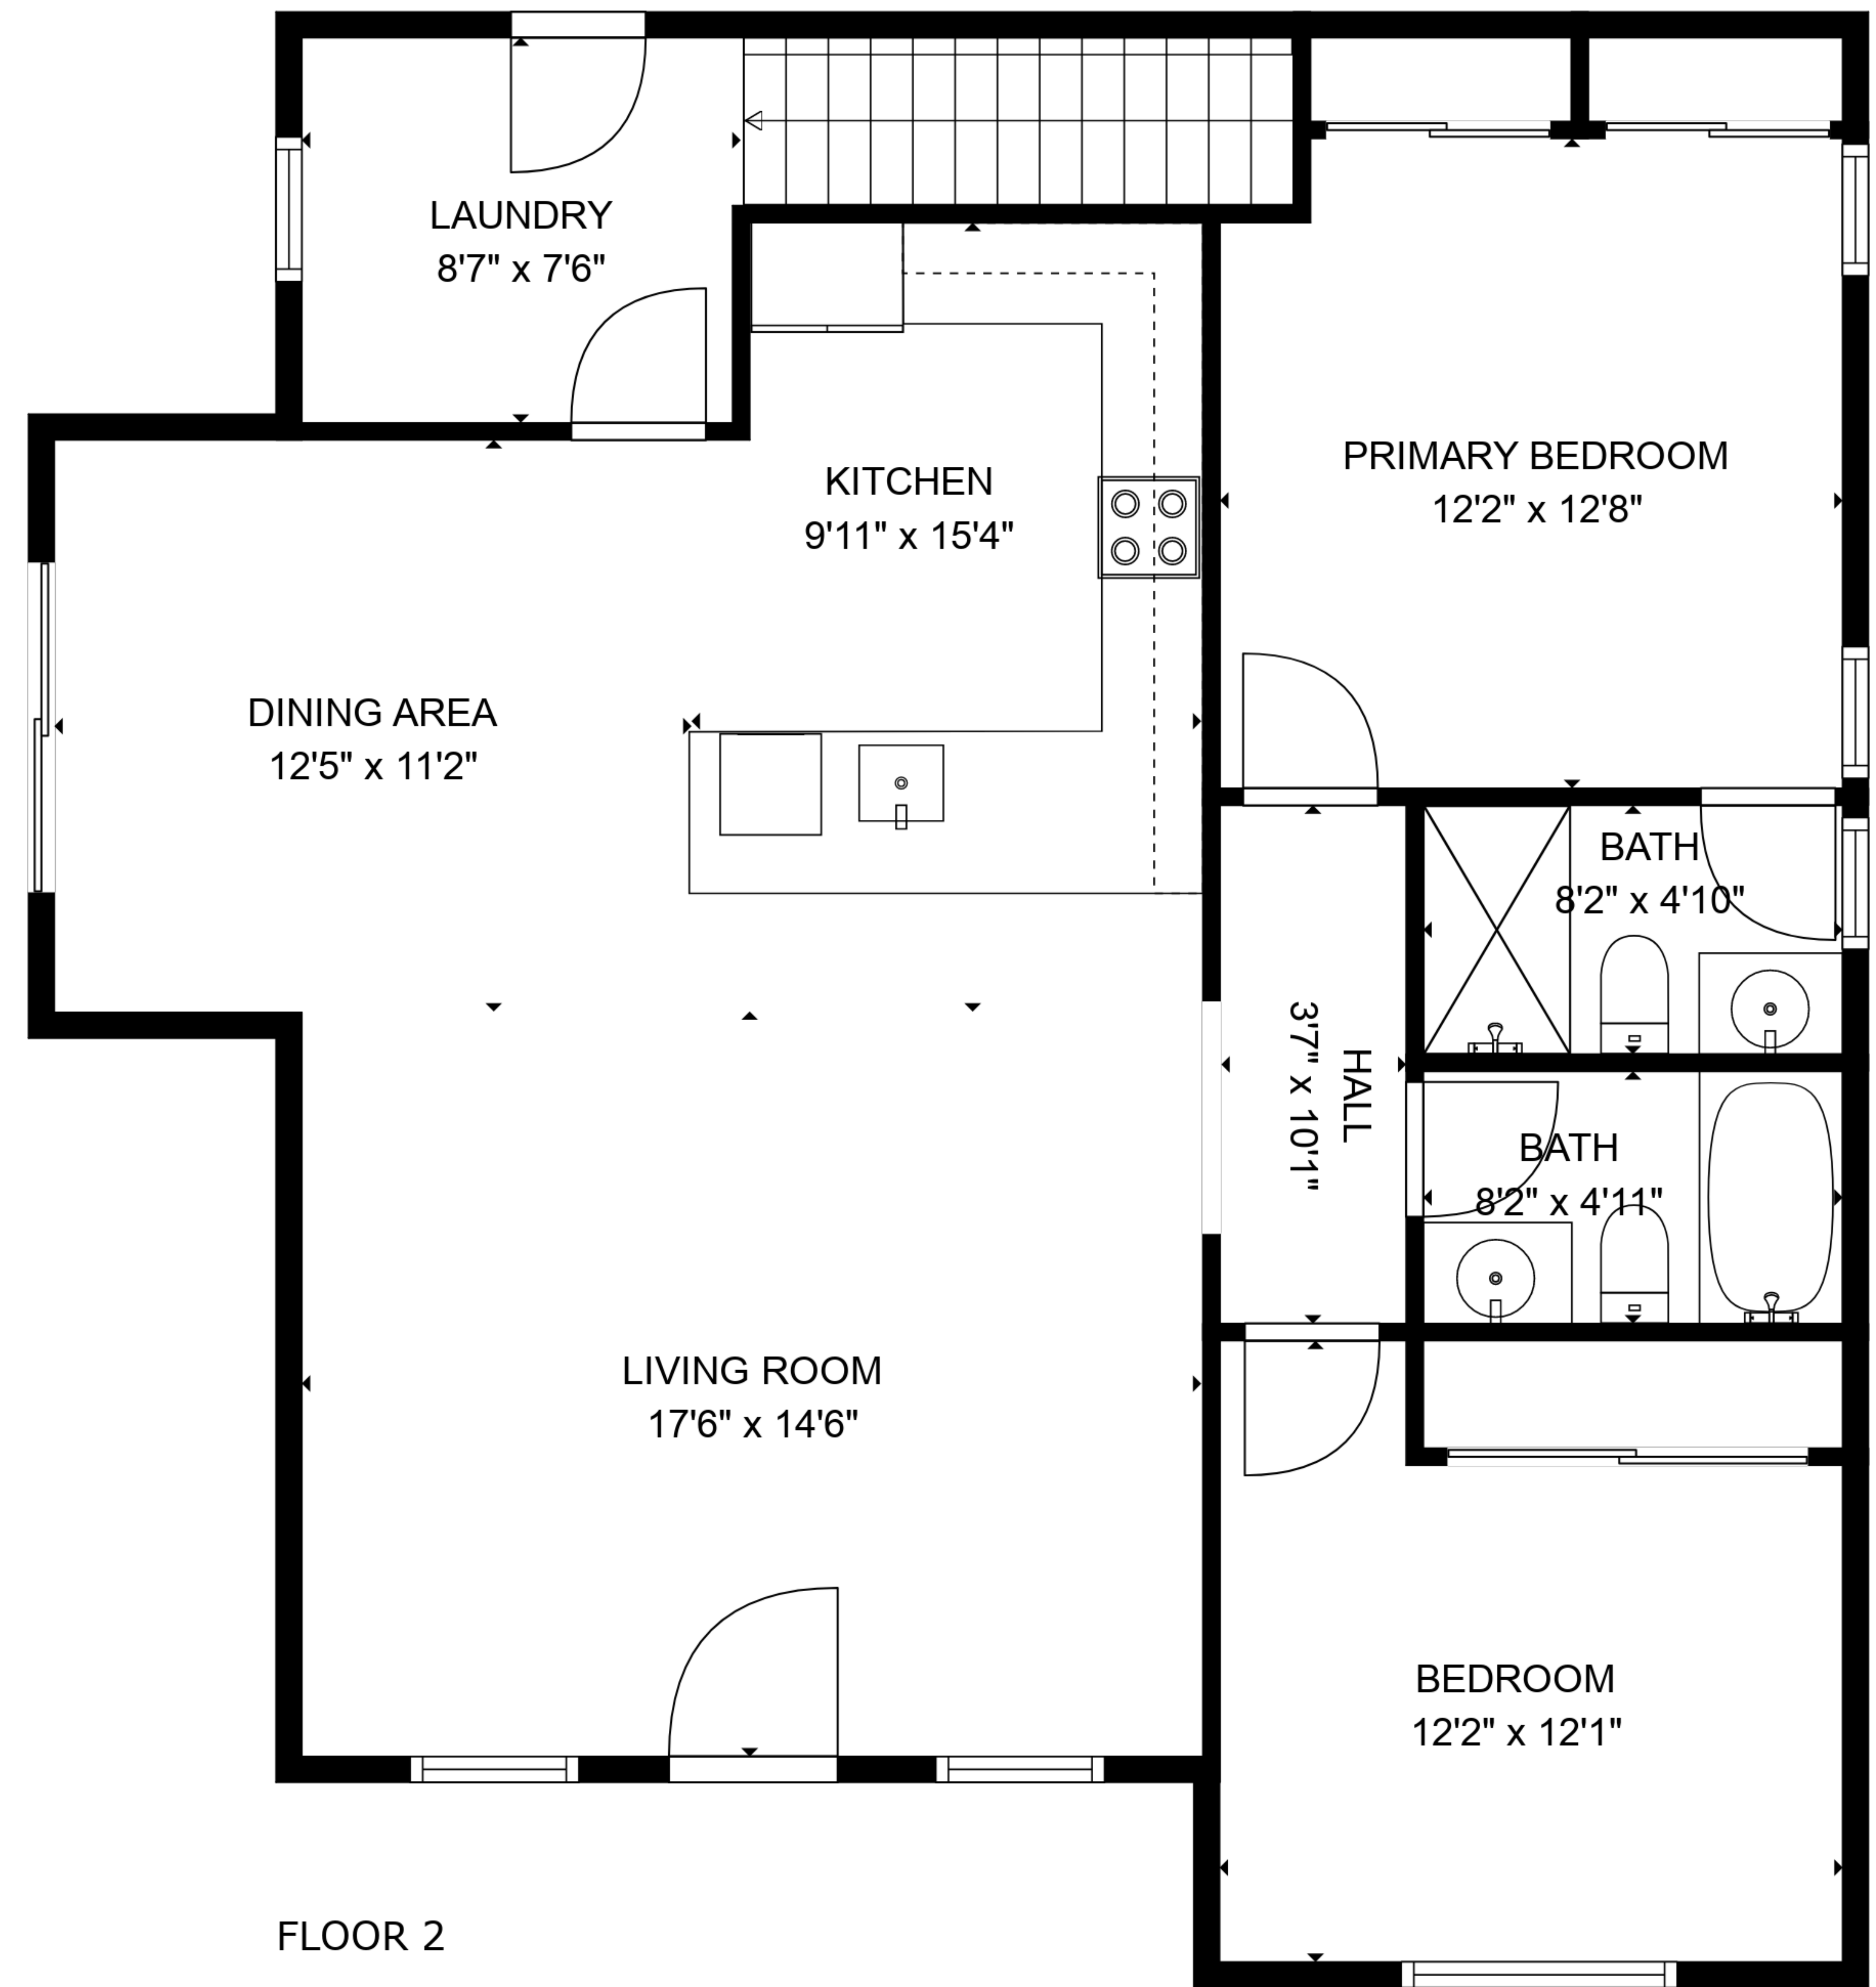 LAUNDRY
8'7" x 7'6"
KITCHEN
9'11" x 15'4"
PRIMARY BEDROOM
12'2" x 12'8"
DINING AREA
12'5" x 11'2"
BATH
8'2" x 4'10"
HALL
3'7" x 10'1"
BATH
8'2" x 4'11"
LIVING ROOM
17'6" x 14'6"
BEDROOM
12'2" x 12'1"
FLOOR 2